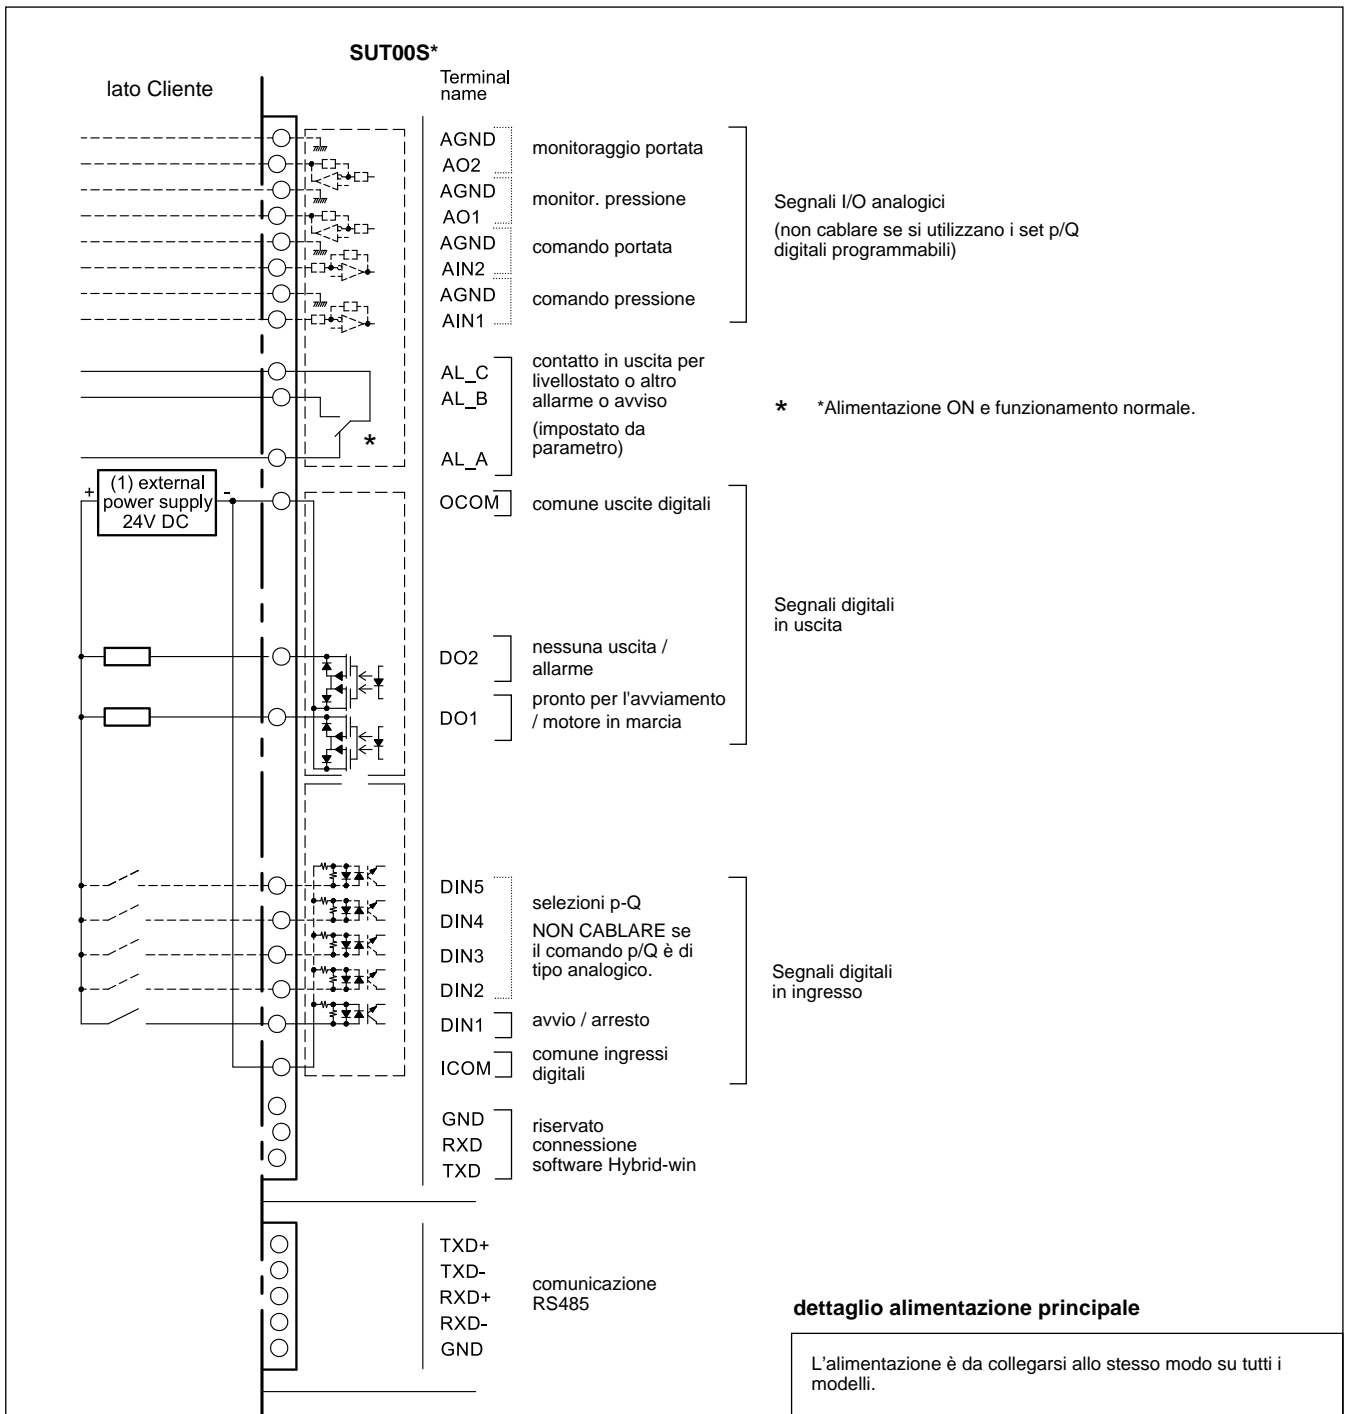 SUT00S*
lato Cliente
Terminal
name
AGND
AO2
monitoraggio portata
AGND
AO1
monitor. pressione
AGND
AIN2
comando portata
AGND
AIN1
comando pressione
Segnali I/O analogici
(non cablare se si utilizzano i set p/Q
digitali programmabili)
AL_C
AL_B
AL_A
contatto in uscita per
livellostato o altro
allarme o avviso
(impostato da
parametro)
*
* *Alimentazione ON e funzionamento normale.
+ (1) external -
power supply
24V DC
OCOM
comune uscite digitali
Segnali digitali
in uscita
DO2
nessuna uscita /
allarme
DO1
pronto per l'avviamento
/ motore in marcia
DIN5
DIN4
DIN3
DIN2
selezioni p-Q
NON CABLARE se
il comando p/Q è di
tipo analogico.
Segnali digitali
in ingresso
DIN1
avvio / arresto
ICOM
comune ingressi
digitali
GND
RXD
TXD
riservato
connessione
software Hybrid-win
TXD+
TXD-
RXD+
RXD-
GND
comunicazione
RS485
dettaglio alimentazione principale
L'alimentazione è da collegarsi allo stesso modo su tutti i
modelli.